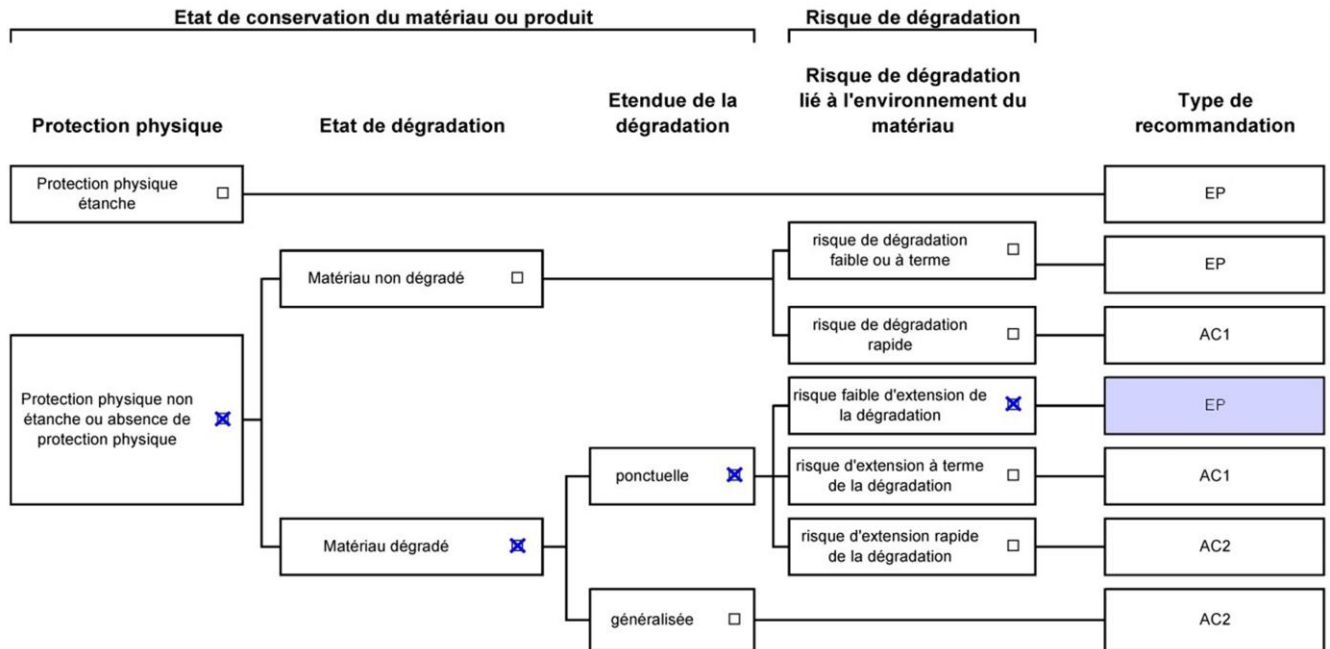 Etat de conservation du matériau ou produit
Risque de dégradation
Protection physique
Etat de dégradation
Etendue de la
dégradation
Risque de dégradation
lié à l'environnement du
matériau
Type de
recommandation
Protection physique
étanche
EP
Matériau non dégradé
risque de dégradation
faible ou à terme
EP
risque de dégradation
rapide
AC1
Protection physique non
étanche ou absence de
protection physique
risque faible d'extension de
la dégradation
EP
ponctuelle
risque d'extension à terme
de la dégradation
AC1
Matériau dégradé
risque d'extension rapide
de la dégradation
AC2
généralisée
AC2